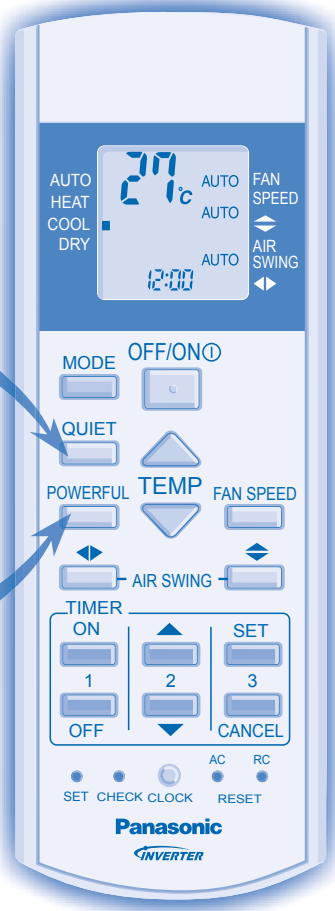 27°C
AUTO AUTO FAN
HEAT SPEED
COOL AUTO
DRY AIR
AUTO SWING
12:00
OFF/ON
MODE
QUIET
TEMP
POWERFUL FAN SPEED
AIR SWING
TIMER
ON SET
1 2 3
OFF CANCEL
AC RC
SET CHECK CLOCK RESET
Panasonic
INVERTER